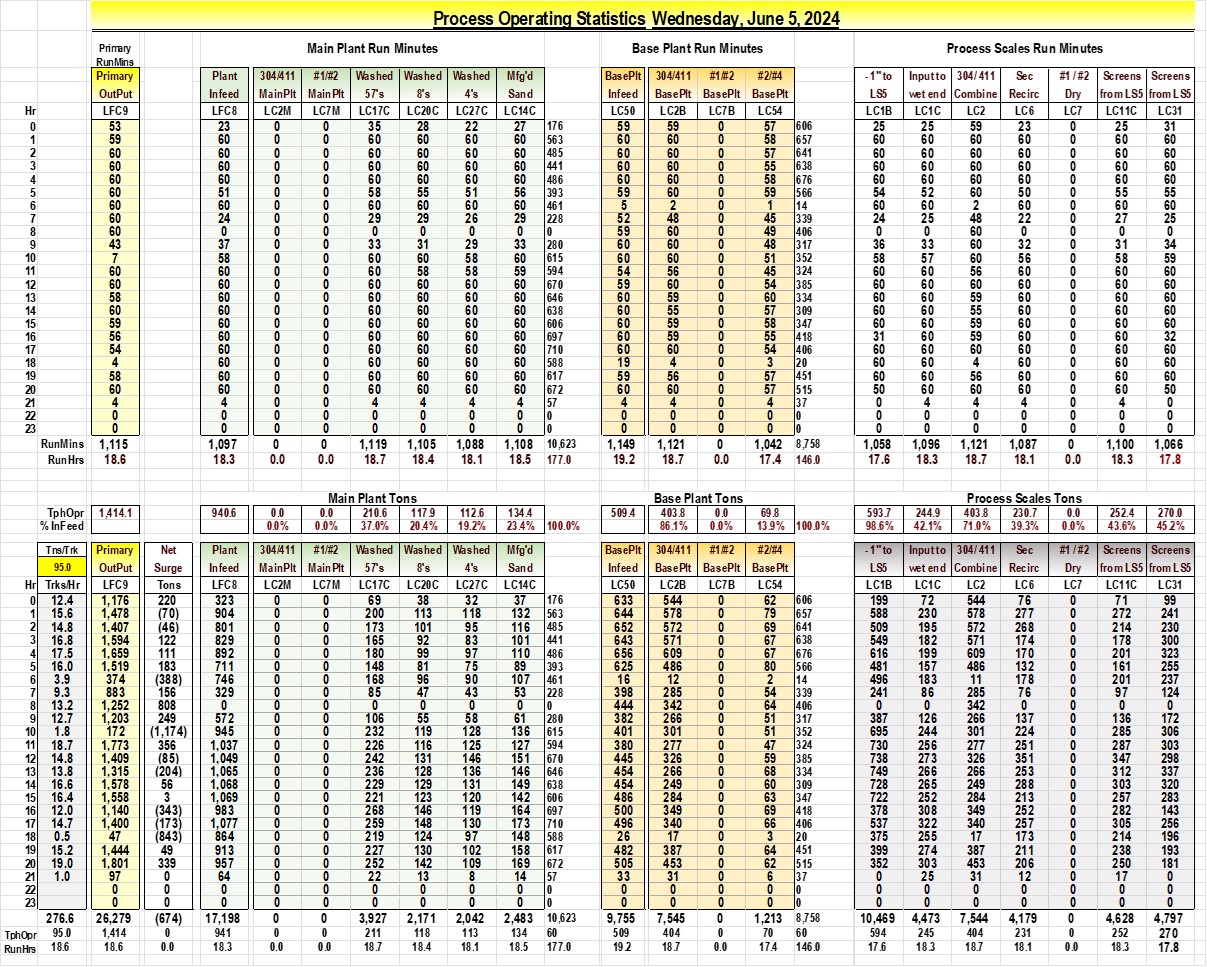 Process Operating Statistics Wednesday, June 5, 2024
Primary Main Plant Run Minutes Base Plant Run Minutes Process Scales Run Minutes
RunMins
Primary Plant 304/411 #1/#2 Washed Washed Washed Mfg'd BasePlt 304/411 #1/#2 #2/#4 -1" to Input to 304/ 411 Sec #1 / #2 Screens Screens
OutPut Infeed MainPlt MainPlt 57's 8's 4's Sand Infeed BasePlt BasePlt BasePlt LS5 wet end Combine Recirc Dry from LS5 from LS5
Hr LFC9 LFC8 LC2M LC7M LC17C LC20C LC27C LC14C LC50 LC2B LC7B LC54 LC1B LC1C LC2 LC6 LC7 LC11C LC31
0 53 23 0 0 35 28 22 27 176 59 59 0 57 606 25 25 59 23 0 25 31
1 59 60 0 0 60 60 60 60 563 60 60 0 58 657 60 60 60 60 0 60 60
2 60 60 0 0 60 60 60 60 485 60 60 0 57 641 60 60 60 60 0 60 60
3 60 60 0 0 60 60 60 60 441 60 60 0 55 638 60 60 60 60 0 60 60
4 60 60 0 0 60 60 60 60 486 60 60 0 58 676 60 60 60 60 0 60 60
5 60 51 0 0 58 55 51 56 393 59 60 0 59 566 54 52 60 50 0 55 55
6 60 60 0 0 60 60 60 60 461 5 2 0 1 14 60 60 2 60 0 60 60
7 60 24 0 0 29 29 26 29 228 52 48 0 45 339 24 25 48 22 0 27 25
8 60 0 0 0 0 0 0 0 0 59 60 0 49 406 0 0 60 0 0 0 0
9 43 37 0 0 33 31 29 33 280 60 60 0 48 317 36 33 60 32 0 31 34
10 7 58 0 0 60 60 58 60 615 60 60 0 51 352 58 57 60 56 0 58 59
11 60 60 0 0 60 58 58 59 594 54 56 0 45 324 60 60 56 60 0 60 60
12 60 60 0 0 60 60 60 60 670 59 60 0 54 385 60 60 60 60 0 60 60
13 58 60 0 0 60 60 60 60 646 60 59 0 60 334 60 60 59 60 0 60 60
14 60 60 0 0 60 60 60 60 638 60 55 0 57 309 60 60 55 60 0 60 60
15 59 60 0 0 60 60 60 60 606 60 59 0 58 347 60 60 59 60 0 60 60
16 56 60 0 0 60 60 60 60 697 60 59 0 55 418 31 60 59 60 0 60 32
17 54 60 0 0 60 60 60 60 710 60 60 0 54 406 60 60 60 60 0 60 60
18 4 60 0 0 60 60 60 60 588 19 4 0 3 20 60 60 4 60 0 60 60
19 58 60 0 0 60 60 60 60 617 59 56 0 57 451 60 60 56 60 0 60 60
20 60 60 0 0 60 60 60 60 672 60 60 0 57 515 50 60 60 60 0 60 50
21 4 4 0 0 4 4 4 4 57 4 4 0 4 37 0 4 4 4 0 4 0
22 0 0 0 0 0 0 0 0 0 0 0 0 0 0 0 0 0 0 0 0 0
23 0 0 0 0 0 0 0 0 0 0 0 0 0 0 0 0 0 0 0 0 0
RunMins 1,115 1,097 0 0 1,119 1,105 1,088 1,108 10,623 1,149 1,121 0 1,042 8,758 1,058 1,096 1,121 1,087 0 1,100 1,066
RunHrs 18.6 18.3 0.0 0.0 18.7 18.4 18.1 18.5 177.0 19.2 18.7 0.0 17.4 146.0 17.6 18.3 18.7 18.1 0.0 18.3 17.8
Main Plant Tons Base Plant Tons Process Scales Tons
TphOpr 1,414.1 940.6 0.0 0.0 210.6 117.9 112.6 134.4 509.4 403.8 0.0 69.8 593.7 244.9 403.8 230.7 0.0 252.4 270.0
% InFeed 0.0% 0.0% 37.0% 20.4% 19.2% 23.4% 100.0% 86.1% 0.0% 13.9% 100.0% 98.6% 42.1% 71.0% 39.3% 0.0% 43.6% 45.2%
Tns/Trk Primary Net Plant 304/411 #1/#2 Washed Washed Washed Mfg'd BasePlt 304/411 #1/#2 #2/#4 -1" to Input to 304/ 411 Sec #1 / #2 Screens Screens
95.0 OutPut Surge Infeed MainPlt MainPlt 57's 8's 4's Sand Infeed BasePlt BasePlt BasePlt LS5 wet end Combine Recirc Dry from LS5 from LS5
Hr Trks/Hr LFC9 Tons LFC8 LC2M LC7M LC17C LC20C LC27C LC14C LC50 LC2B LC7B LC54 LC1B LC1C LC2 LC6 LC7 LC11C LC31
0 12.4 1,176 220 323 0 0 69 38 32 37 176 633 544 0 62 606 199 72 544 76 0 71 99
1 15.6 1,478 (70) 904 0 0 200 113 118 132 563 644 578 0 79 657 588 230 578 277 0 272 241
2 14.8 1,407 (46) 801 0 0 173 101 95 116 485 652 572 0 69 641 509 195 572 268 0 214 230
3 16.8 1,594 122 829 0 0 165 92 83 101 441 643 571 0 67 638 549 182 571 174 0 178 300
4 17.5 1,659 111 892 0 0 180 99 97 110 486 656 609 0 67 676 616 199 609 170 0 201 323
5 16.0 1,519 183 711 0 0 148 81 75 89 393 625 486 0 80 566 481 157 486 132 0 161 255
6 3.9 374 (388) 746 0 0 168 96 90 107 461 16 12 0 2 14 496 183 11 178 0 201 237
7 9.3 883 156 329 0 0 85 47 43 53 228 398 285 0 54 339 241 86 285 76 0 97 124
8 13.2 1,252 808 0 0 0 0 0 0 0 0 444 342 0 64 406 0 0 342 0 0 0 0
9 12.7 1,203 249 572 0 0 106 55 58 61 280 382 266 0 51 317 387 126 266 137 0 136 172
10 1.8 172 (1,174) 945 0 0 232 119 128 136 615 401 301 0 51 352 695 244 301 224 0 285 306
11 18.7 1,773 356 1,037 0 0 226 116 125 127 594 380 277 0 47 324 730 256 277 251 0 287 303
12 14.8 1,409 (85) 1,049 0 0 242 131 146 151 670 445 326 0 59 385 738 273 326 351 0 347 298
13 13.8 1,315 (204) 1,065 0 0 236 128 136 146 646 454 266 0 68 334 749 266 266 253 0 312 337
14 16.6 1,578 56 1,068 0 0 229 129 131 149 638 454 249 0 60 309 728 265 249 288 0 303 320
15 16.4 1,558 3 1,069 0 0 221 123 120 142 606 486 284 0 63 347 722 252 284 213 0 257 283
16 12.0 1,140 (343) 983 0 0 268 146 119 164 697 500 349 0 69 418 378 308 349 252 0 282 143
17 14.7 1,400 (173) 1,077 0 0 259 148 130 173 710 496 340 0 66 406 537 322 340 257 0 305 256
18 0.5 47 (843) 864 0 0 219 124 97 148 588 26 17 0 3 20 375 255 17 173 0 214 196
19 15.2 1,444 49 913 0 0 227 130 102 158 617 482 387 0 64 451 399 274 387 211 0 238 193
20 19.0 1,801 339 957 0 0 252 142 109 169 672 505 453 0 62 515 352 303 453 206 0 250 181
21 1.0 97 0 64 0 0 22 13 8 14 57 33 31 0 6 37 0 25 31 12 0 17 0
22 0 0 0 0 0 0 0 0 0 0 0 0 0 0 0 0 0 0 0 0 0 0
23 0 0 0 0 0 0 0 0 0 0 0 0 0 0 0 0 0 0 0 0 0 0
276.6 26,279 (674) 17,198 0 0 3,927 2,171 2,042 2,483 10,623 9,755 7,545 0 1,213 8,758 10,469 4,473 7,544 4,179 0 4,628 4,797
TphOpr 95.0 1,414 0 941 0 0 211 118 113 134 60 509 404 0 70 60 594 245 404 231 0 252 270
RunHrs 18.6 18.6 0.0 18.3 0.0 0.0 18.7 18.4 18.1 18.5 177.0 19.2 18.7 0.0 17.4 146.0 17.6 18.3 18.7 18.1 0.0 18.3 17.8